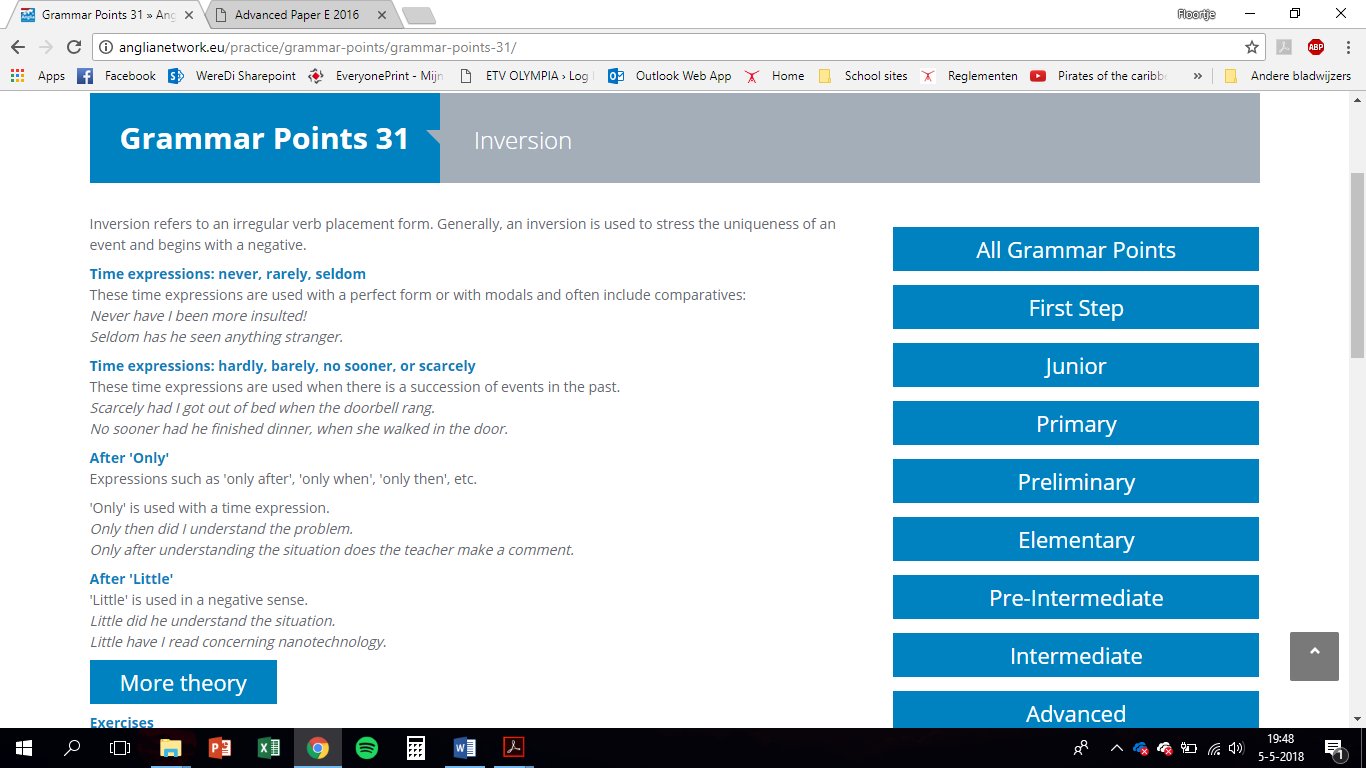 Grammar Points 31 » Ang
Advanced Paper E 2016
Floortje
anglianetwork.eu/practice/grammar-points/grammar-points-31/
ABP
Apps
Facebook
WereDi Sharepoint
EveryonePrint - Mijn
ETV OLYMPIA › Log
Outlook Web App
Home
School sites
Reglementen
Pirates of the caribbe
»
Andere bladwijzers
Grammar Points 31
Inversion
Inversion refers to an irregular verb placement form. Generally, an inversion is used to stress the uniqueness of an
event and begins with a negative.
Time expressions: never, rarely, seldom
These time expressions are used with a perfect form or with modals and often include comparatives:
Never have I been more insulted!
Seldom has he seen anything stranger.
Time expressions: hardly, barely, no sooner, or scarcely
These time expressions are used when there is a succession of events in the past.
Scarcely had I got out of bed when the doorbell rang.
No sooner had he finished dinner, when she walked in the door.
After 'Only'
Expressions such as 'only after', 'only when', 'only then', etc.
'Only' is used with a time expression.
Only then did I understand the problem.
Only after understanding the situation does the teacher make a comment.
After 'Little'
'Little' is used in a negative sense.
Little did he understand the situation.
Little have I read concerning nanotechnology.
More theory
Exercises
All Grammar Points
First Step
Junior
Primary
Preliminary
Elementary
Pre-Intermediate
Intermediate
Advanced
19:48
5-5-2018
1